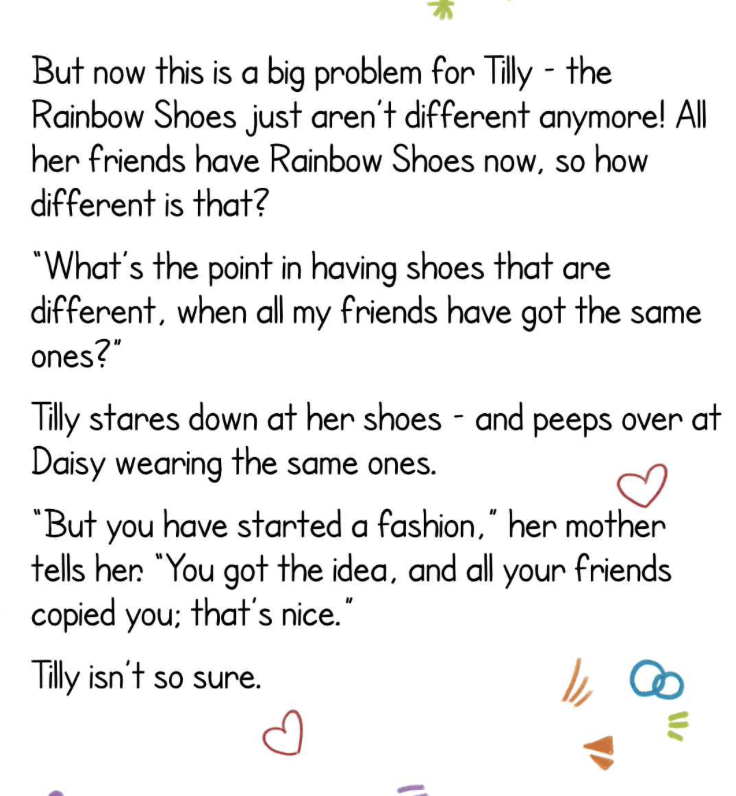 But now this is a big problem for Tilly - the
Rainbow Shoes just aren't different anymore! All
her friends have Rainbow Shoes now, so how
different is that?
"What's the point in having shoes that are
different, when all my friends have got the same
ones?"
Tilly stares down at her shoes - and peeps over at
Daisy wearing the same ones.
"But you have started a fashion," her mother
tells her. "You got the idea, and all your friends
copied you; that's nice."
Tilly isn't so sure.